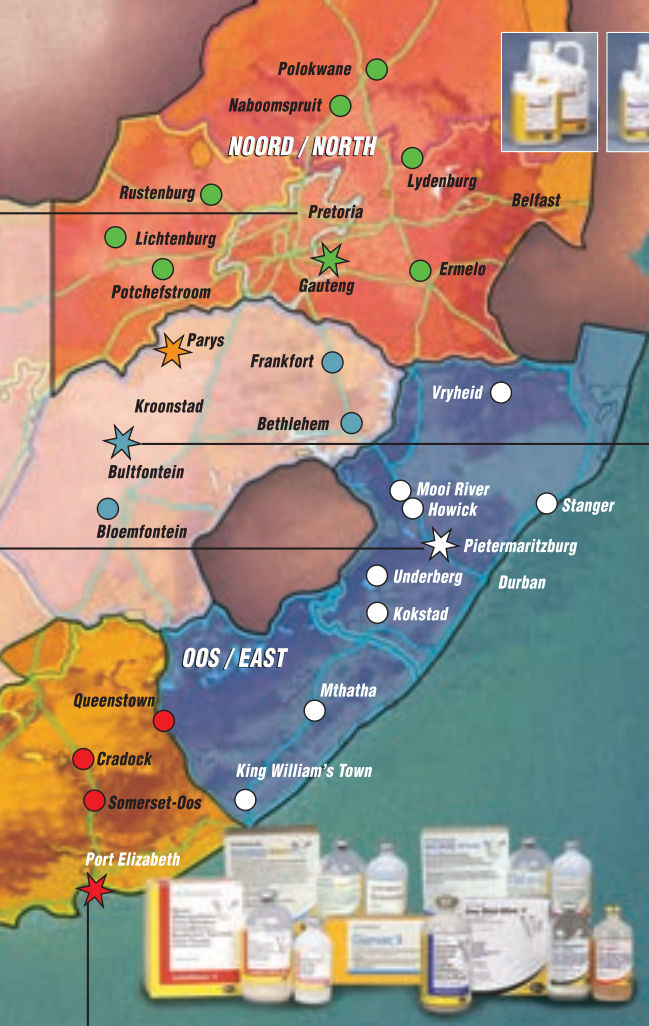 Polokwane
Naboomspruit
NOORD / NORTH
Lydenburg
Rustenburg
Belfast
Pretoria
Lichtenburg
Ermelo
Potchefstroom
Gauteng
Parys
Frankfort
Vryheid
Kroonstad
Bethlehem
Bultfontein
Mooi River
Howick
Stanger
Bloemfontein
Pietermaritzburg
Underberg
Durban
Kokstad
OOS / EAST
Mthatha
Queenstown
Cradock
King William's Town
Somerset-Oos
Port Elizabeth